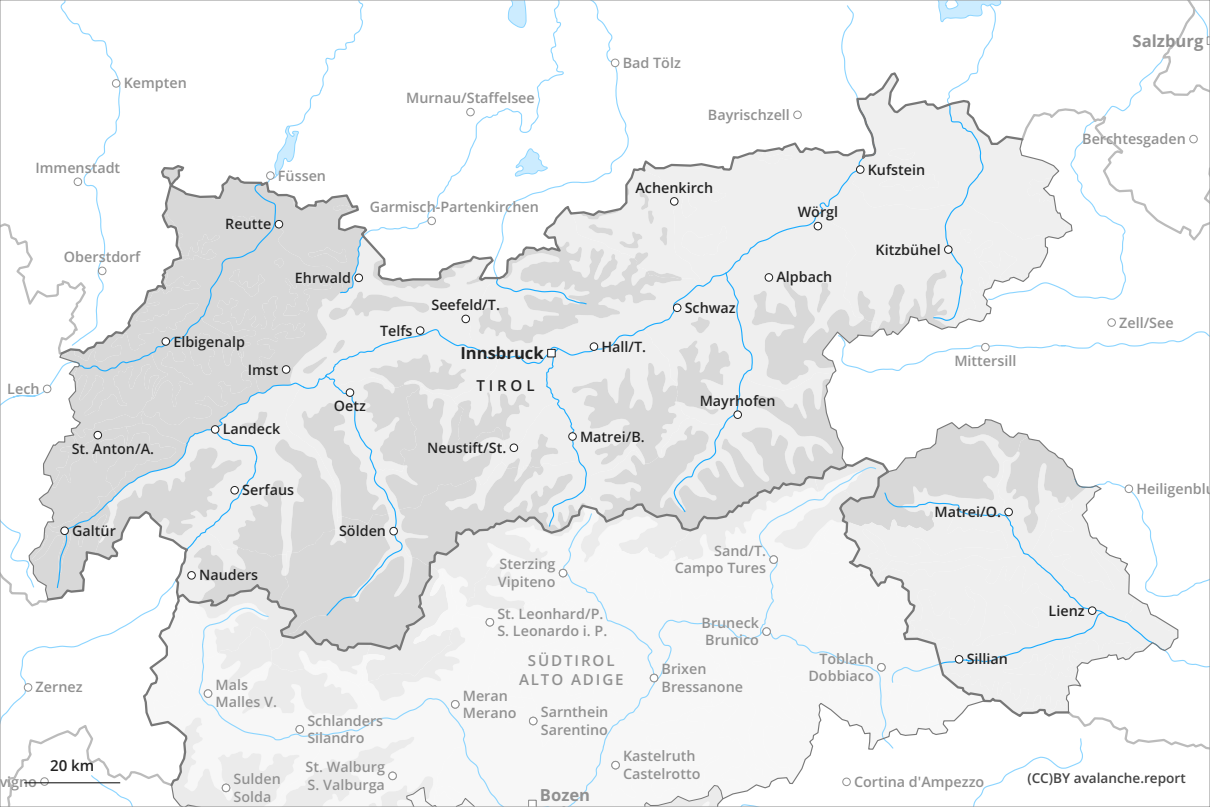 Salzburg
Bad Tölz
Kempten
Murnau/Staffelsee
Bayrischzell
Berchtesgaden
Immenstadt
Füssen
Kufstein
Achenkirch
Garmisch-Partenkirchen
Wörgl
Reutte
Kitzbühel
Oberstdorf
Ehrwald
Alpbach
Seefeld/T.
Schwaz
Telfs
Zell/See
Elbigenalp
Innsbruck
Hall/T.
Mittersill
Imst
TIROL
Lech
Oetz
Mayrhofen
Landeck
Matrei/B.
St. Anton/A.
Neustift/St.
Serfaus
Heiligenblu
Matrei/O.
Galtür
Sölden
Sand/T.
Campo Tures
Sterzing
Vipiteno
Nauders
St. Leonhard/P.
S. Leonardo i. P.
Lienz
Bruneck
Brunico
SÜDTIROL
ALTO ADIGE
Toblach
Dobbiaco
Sillian
Brixen
Bressanone
Zernez
Mals
Malles V.
Meran
Merano
Sarnthein
Sarentino
Schlanders
Silandro
Kastelruth
Castelrotto
20 km
St. Walburg
S. Valburga
vigno
Sulden
Solda
Cortina d'Ampezzo
(CC)BY avalanche.report
Bozen